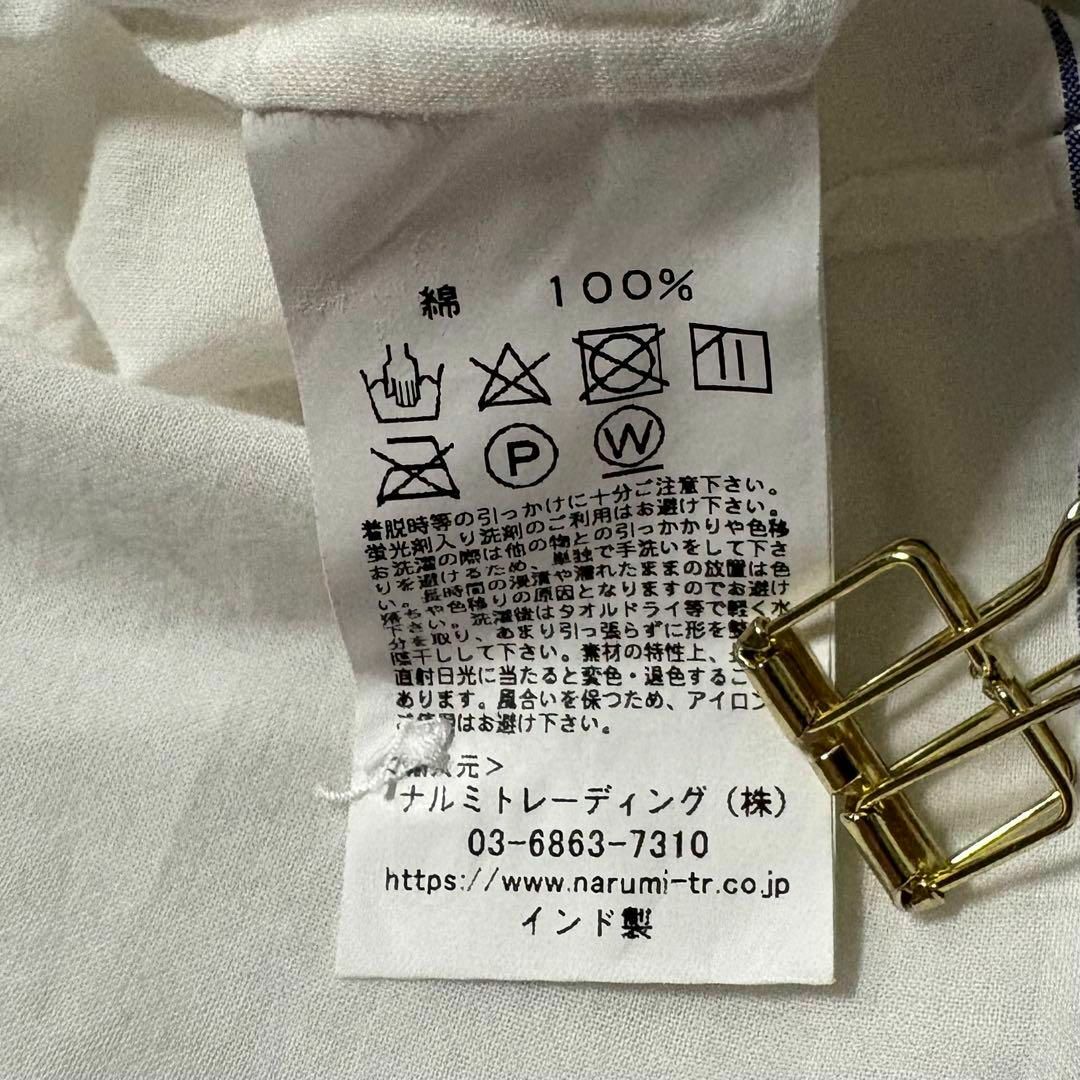 綿 100%
P W
着脱時等の引っかけに十分ご注意下さい。
蛍光剤入り洗剤のご利用はお避け下さい。
お洗濯の際は他の物との引っかかりや色移
りを避けるため、単独で手洗いをして下さ
い。長時間の浸漬や濡れたままの放置は色
落ちや色移りの原因となりますのでお避け
下さい。洗濯後はタオルドライ等で軽く水
分を取り、あまり引っ張らずに形を整
陰干しして下さい。素材の特性上、
直射日光に当たると変色・退色するこ
あります。風合いを保つため、アイロン
ご使用はお避け下さい。
元>
ナルミトレーディング(株)
03-6863-7310
https://www.narumi-tr.co.jp
インド製